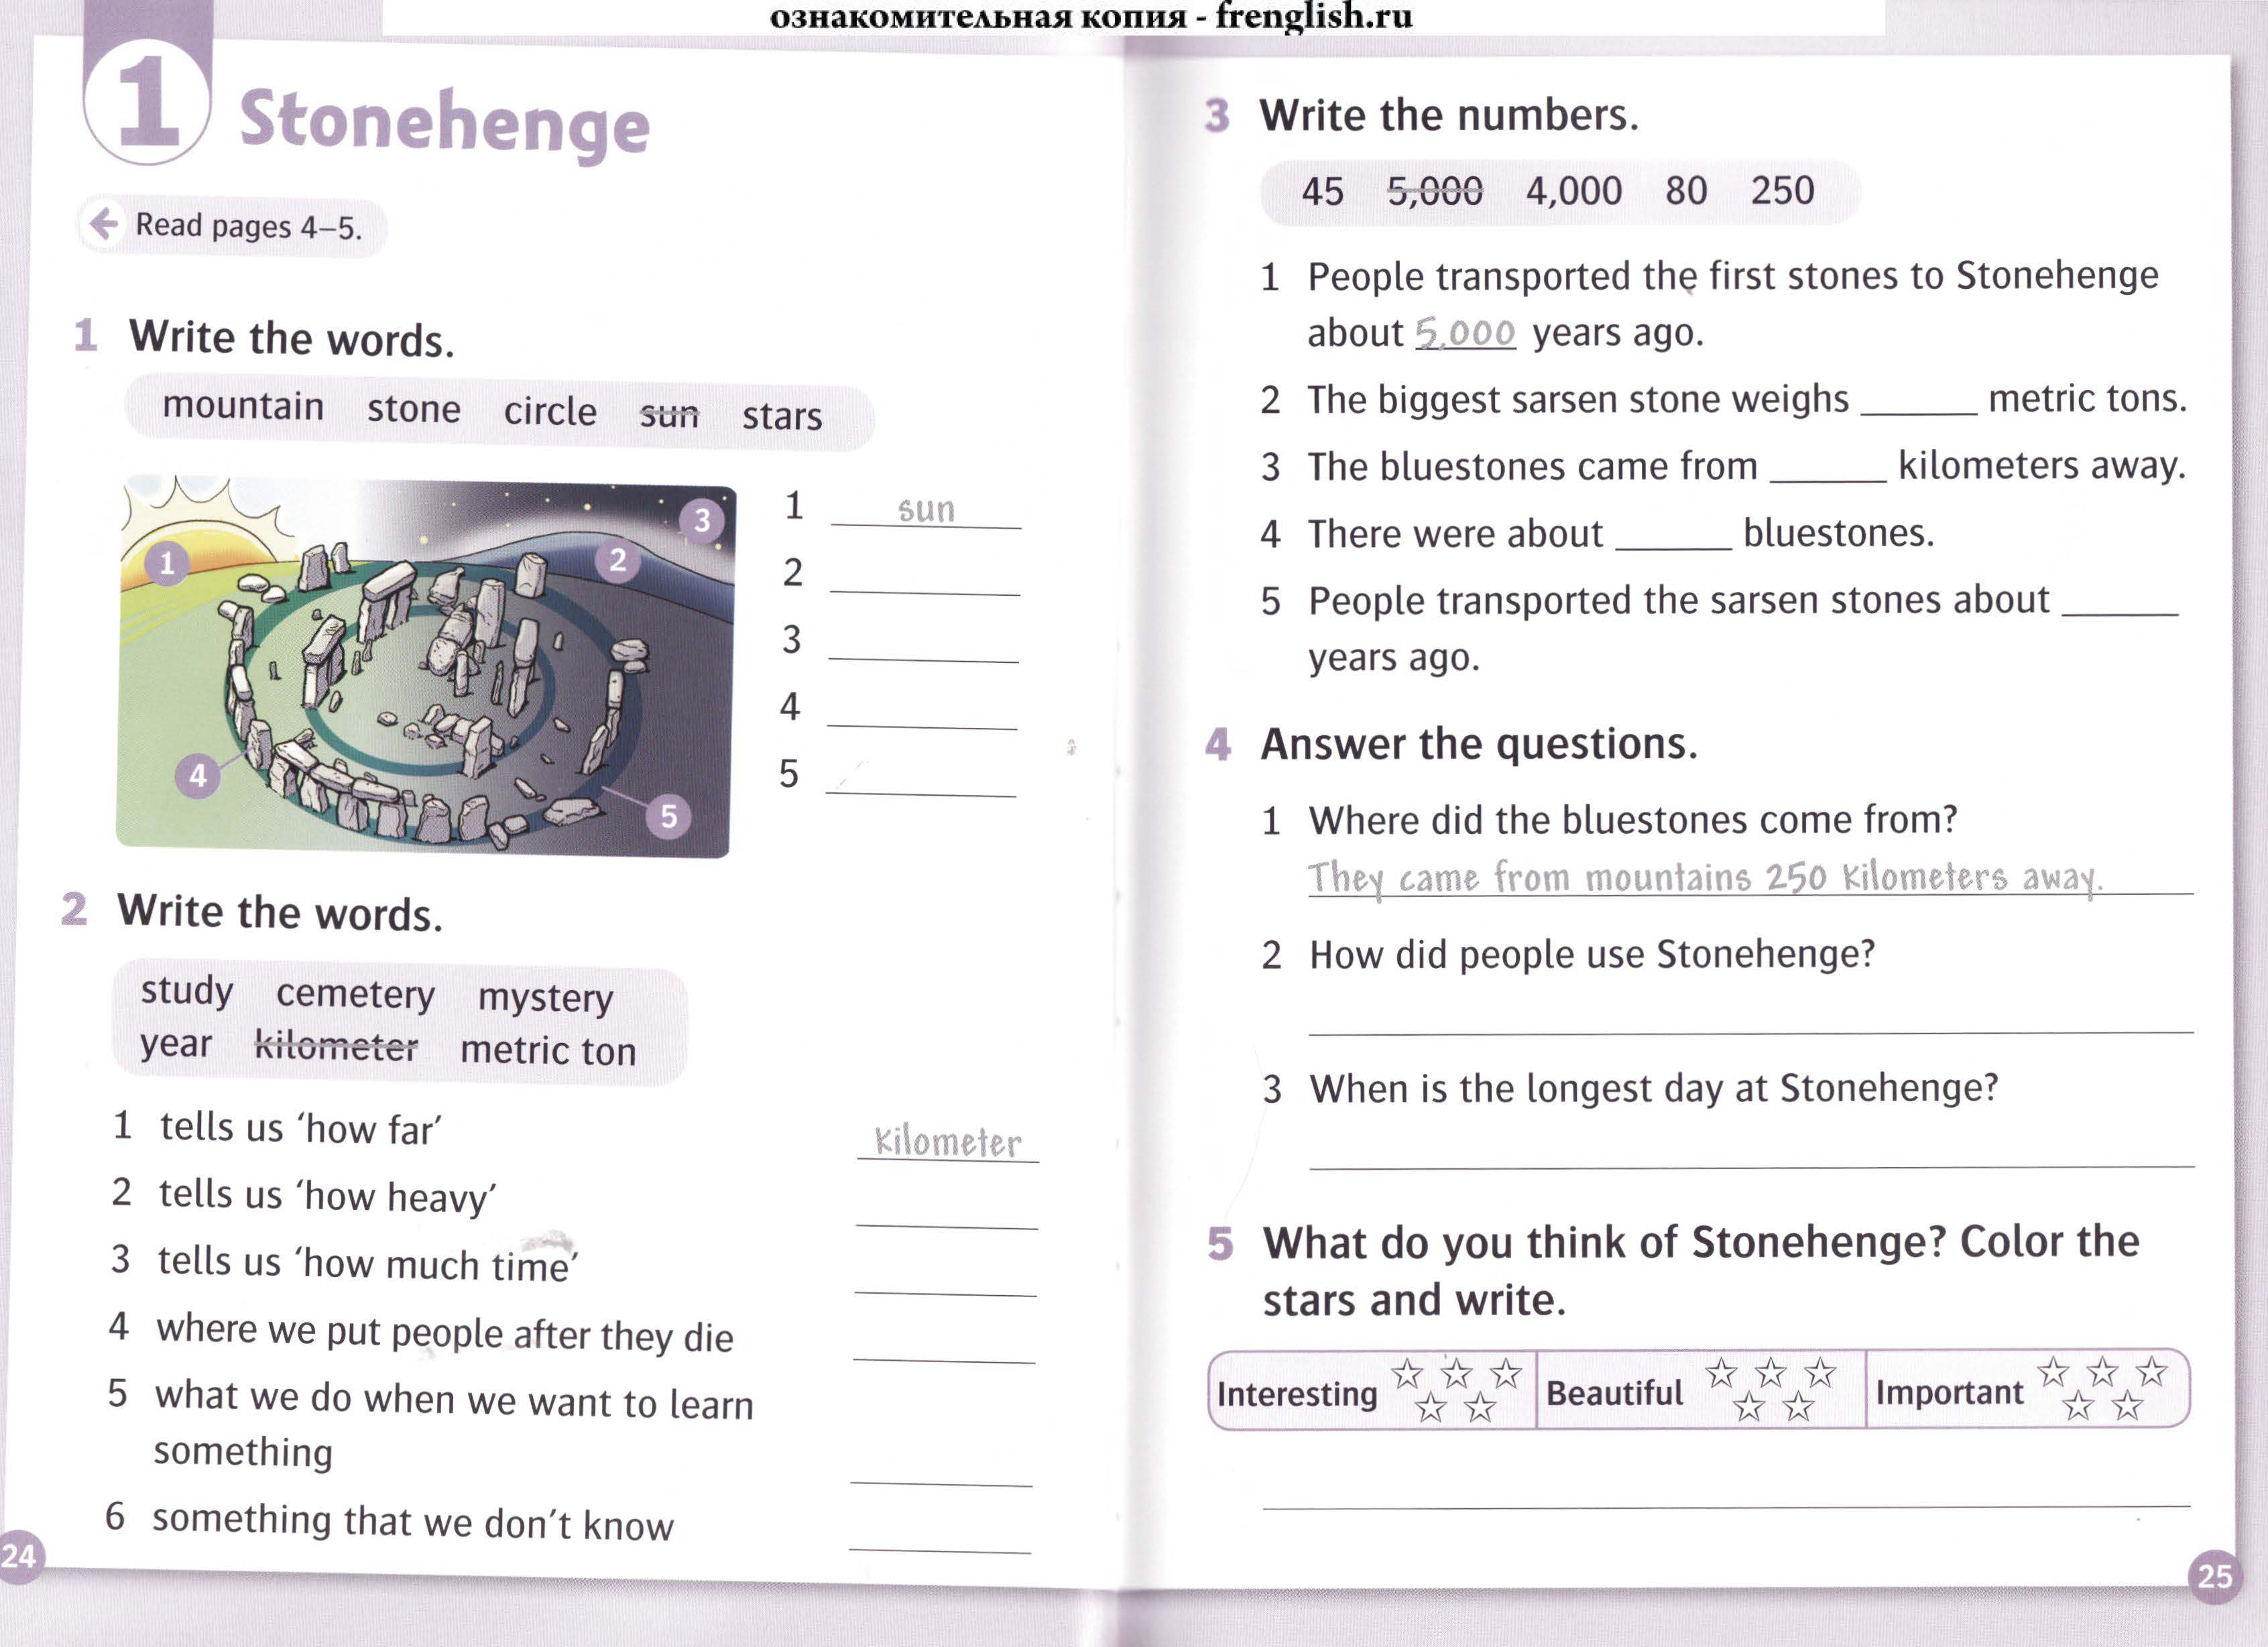 ознакомительная копия - frenglish.ru
1 Stonehenge
Read pages 4–5.
1 Write the words.
mountain stone circle sun stars
1
2
3
4
5
1 sun
2
3
4
5
2 Write the words.
study cemetery mystery
year kilometer metric ton
1 tells us ‘how far’ kilometer
2 tells us ‘how heavy’
3 tells us ‘how much time’
4 where we put people after they die
5 what we do when we want to learn
something
6 something that we don’t know
24
3 Write the numbers.
45 5,000 4,000 80 250
1 People transported the first stones to Stonehenge
about 5,000 years ago.
2 The biggest sarsen stone weighs ______ metric tons.
3 The bluestones came from ______ kilometers away.
4 There were about ______ bluestones.
5 People transported the sarsen stones about ______
years ago.
4 Answer the questions.
1 Where did the bluestones come from?
They came from mountains 250 kilometers away.
2 How did people use Stonehenge?
3 When is the longest day at Stonehenge?
5 What do you think of Stonehenge? Color the
stars and write.
Interesting Beautiful Important
25